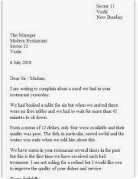 Sector 11
Vashi
New Bombay
The Manager
Modern Restaurant
Sector 23
Vashi
6 July 2010
Dear Sir / Madam,
I am writing to complain about a meal we had in your
restaurant yesterday.
We had booked a table for six but when we arrived there
were no free tables and we had to wait for more than 45
minutes to sit down.
From a menu of 12 dishes, only four were available and their
quality was poor. The fish, in particular, tasted awful and the
waiter was rude when we told him about this.
We have eaten in your restaurant several times in the past
but this is the first time we have received such bad
treatment. I am not asking for a refund but I would like you
to improve the quality of your dishes and service.